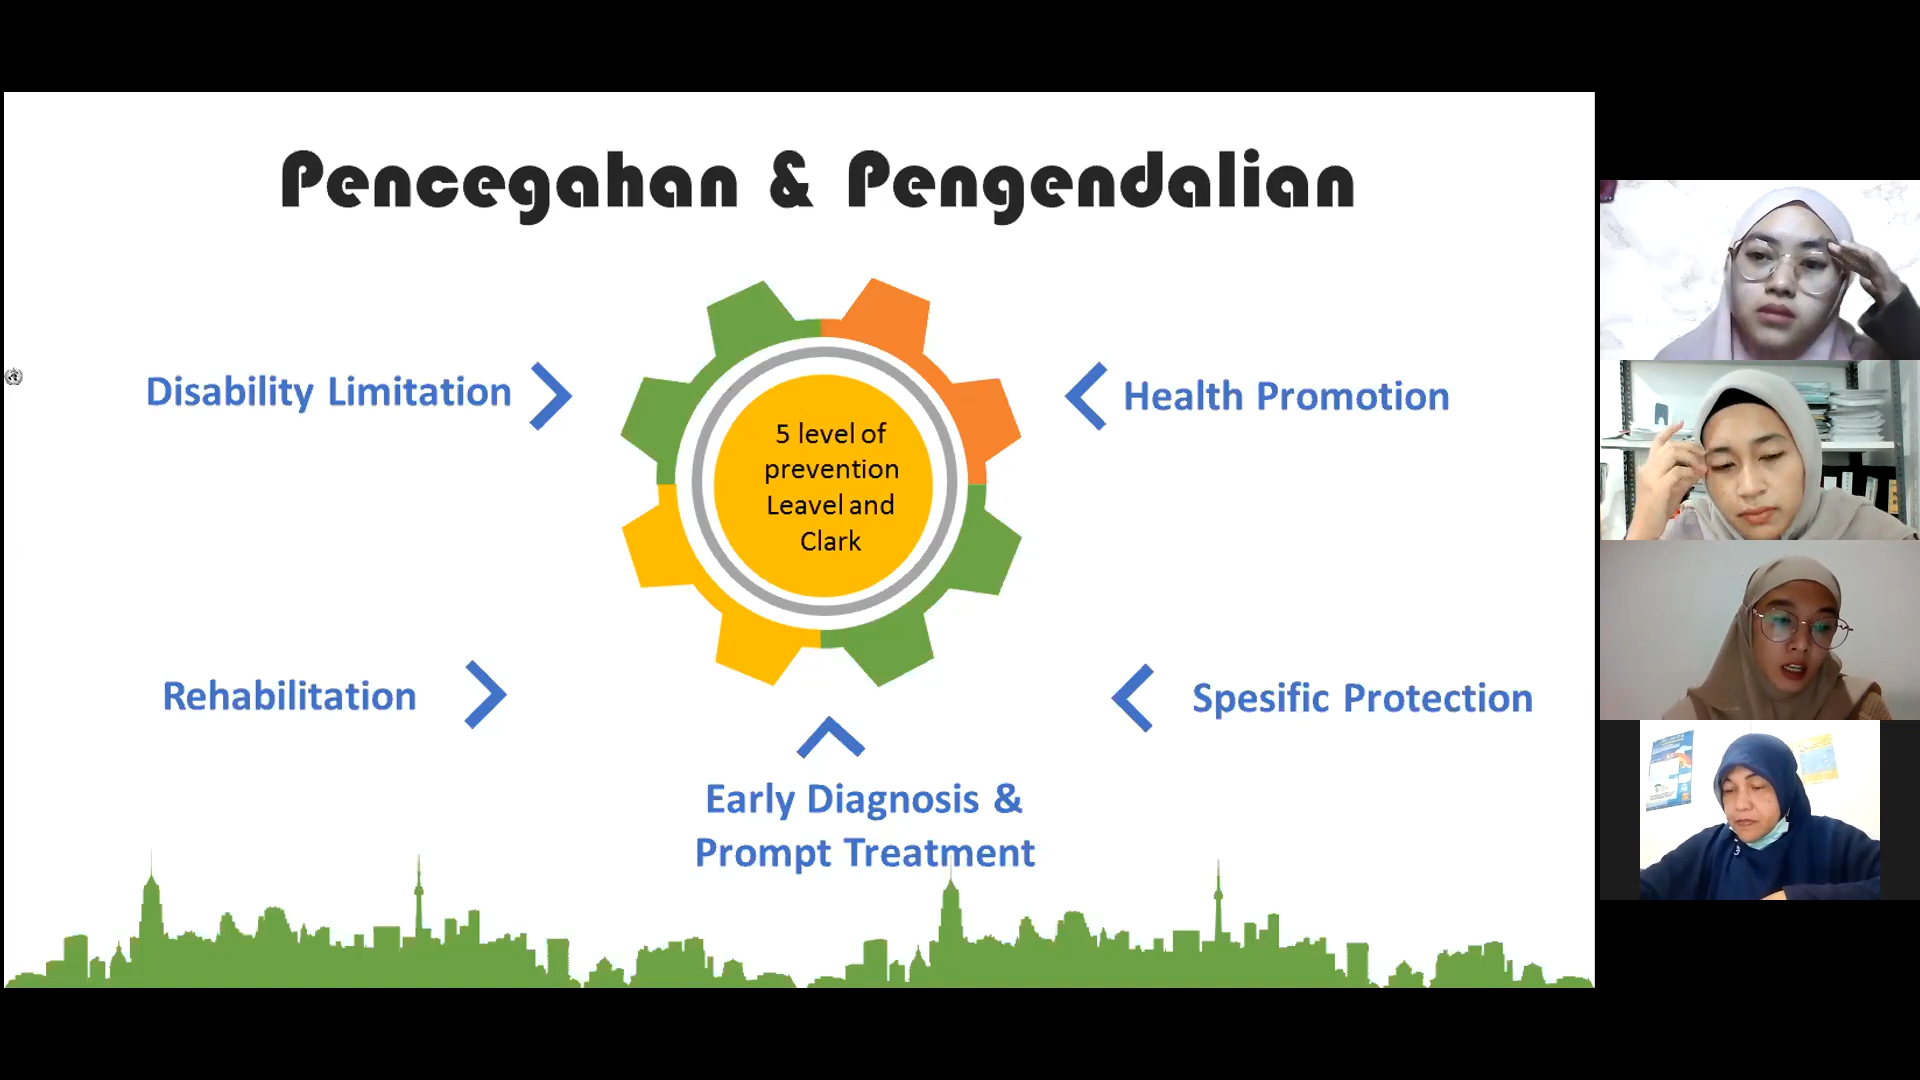 Pencegahan & Pengendalian
Disability Limitation
Health Promotion
5 level of
prevention
Leavel and
Clark
Rehabilitation
Spesific Protection
Early Diagnosis &
Prompt Treatment